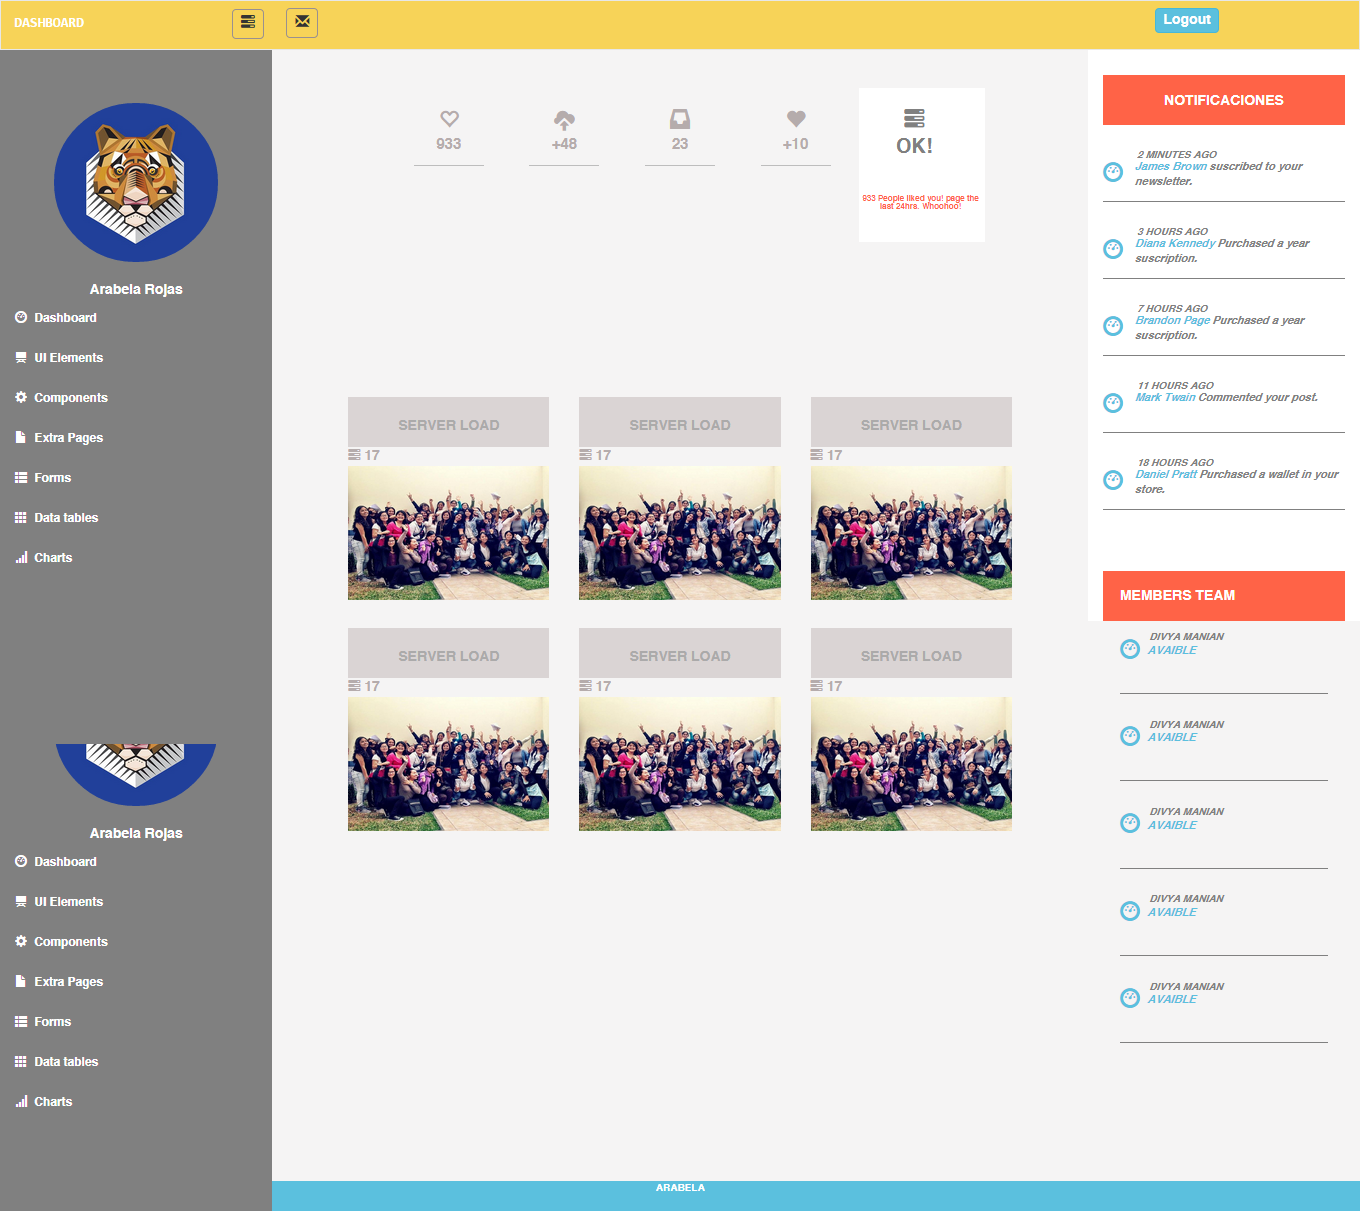 DASHBOARD
Logout
Arabela Rojas
Dashboard
UI Elements
Components
Extra Pages
Forms
Data tables
Charts
Arabela Rojas
Dashboard
UI Elements
Components
Extra Pages
Forms
Data tables
Charts
933
+48
23
+10
OK!
933 People liked you! page the
last 24hrs. Whoohoo!
SERVER LOAD
17
SERVER LOAD
17
SERVER LOAD
17
SERVER LOAD
17
SERVER LOAD
17
SERVER LOAD
17
NOTIFICACIONES
2 MINUTES AGO
James Brown suscribed to your
newsletter.
3 HOURS AGO
Diana Kennedy Purchased a year
suscription.
7 HOURS AGO
Brandon Page Purchased a year
suscription.
11 HOURS AGO
Mark Twain Commented your post.
18 HOURS AGO
Daniel Pratt Purchased a wallet in your
store.
MEMBERS TEAM
DIVYA MANIAN
AVAIBLE
DIVYA MANIAN
AVAIBLE
DIVYA MANIAN
AVAIBLE
DIVYA MANIAN
AVAIBLE
DIVYA MANIAN
AVAIBLE
ARABELA